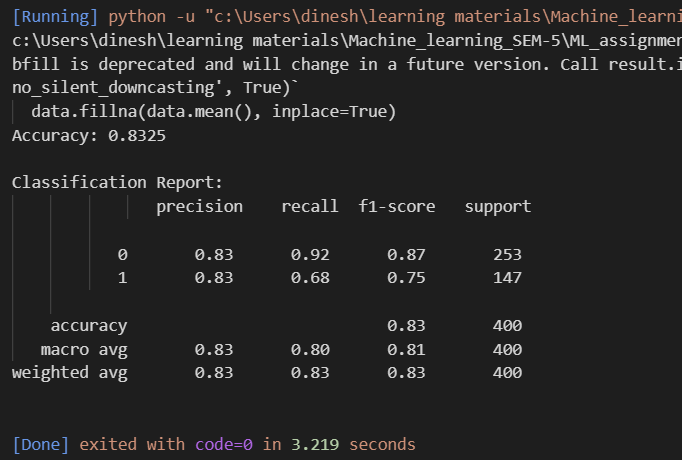 [Running] python -u "c:\Users\dinesh\learning materials\Machine_learni
c:\Users\dinesh\learning materials\Machine_learning_SEM-5\ML_assignmen
bfill is deprecated and will change in a future version. Call result.i
no_silent_downcasting', True)`
  data.fillna(data.mean(), inplace=True)
Accuracy: 0.8325
Classification Report:
              precision    recall  f1-score   support
           0       0.83      0.92      0.87       253
           1       0.83      0.68      0.75       147
    accuracy                           0.83       400
   macro avg       0.83      0.80      0.81       400
weighted avg       0.83      0.83      0.83       400
[Done] exited with code=0 in 3.219 seconds